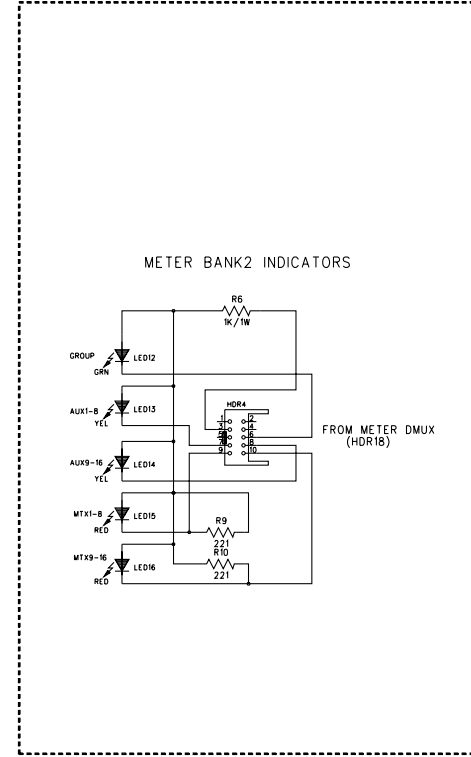 METER BANK2 INDICATORS
R6
1K/1W
GROUP
LED12
GRN
HDR4
AUX1-8
LED13
YEL
1 2
3 4
6
7 8
9 10
FROM METER DMUX
(HDR18)
AUX9-16
LED14
YEL
MTX1-8
LED15
RED
R9
221
R10
221
MTX9-16
LED16
RED